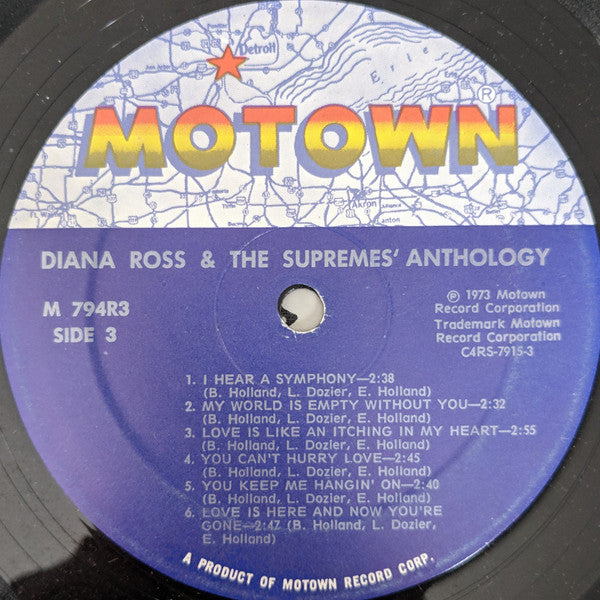 Detroit
Erie
MOTOWN®
Akron
Canton
DIANA ROSS & THE SUPREMES' ANTHOLOGY
M 794R3
SIDE 3
℗ 1973 Motown
Record Corporation
Trademark Motown
Record Corporation
C4RS-7915-3
1. I HEAR A SYMPHONY—2:38
(B. Holland, L. Dozier, E. Holland)
2. MY WORLD IS EMPTY WITHOUT YOU—2:32
(B. Holland, L. Dozier, E. Holland)
3. LOVE IS LIKE AN ITCHING IN MY HEART—2:55
(B. Holland, L. Dozier, E. Holland)
4. YOU CAN'T HURRY LOVE—2:45
(B. Holland, L. Dozier, E. Holland)
5. YOU KEEP ME HANGIN' ON—2:40
(B. Holland, L. Dozier, E. Holland)
6. LOVE IS HERE AND NOW YOU'RE
GONE—2:47 (B. Holland, L. Dozier,
E. Holland)
A PRODUCT OF MOTOWN RECORD CORP.